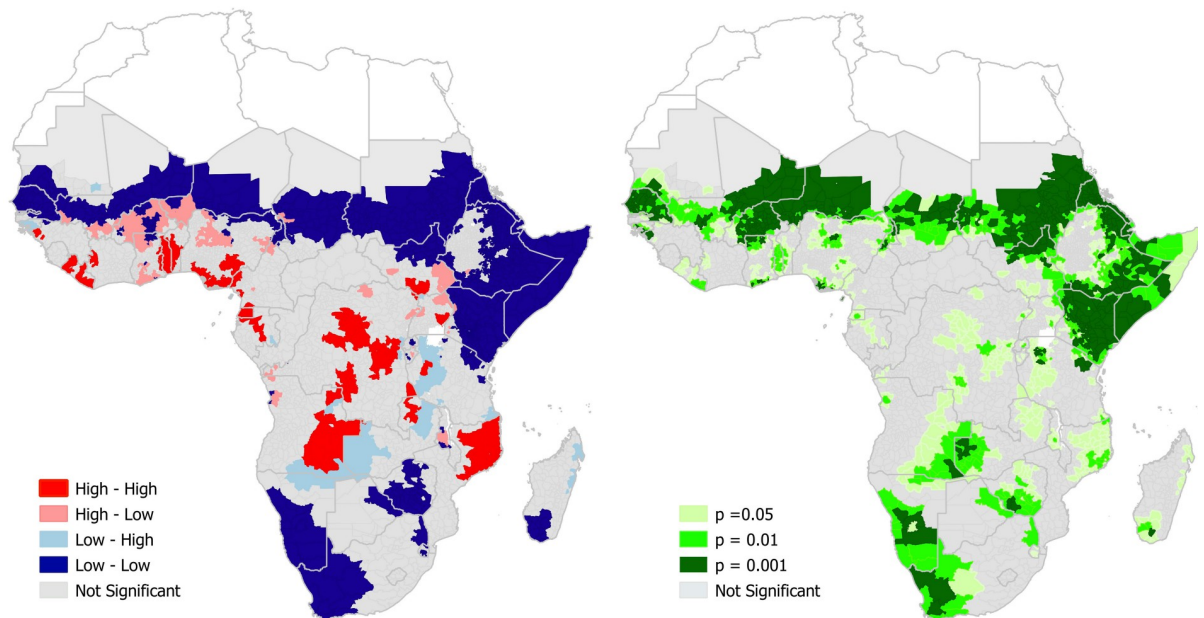 High - High
High - Low
Low - High
Low - Low
Not Significant
p =0.05
p = 0.01
p = 0.001
Not Significant